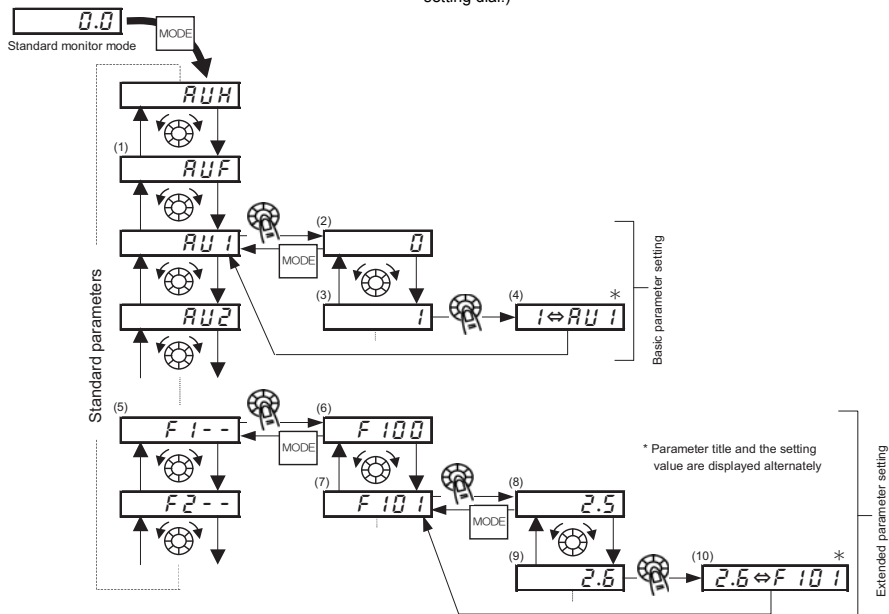 setting dial.)
0.0
MODE
Standard monitor mode
AUH
(1)
AUF
(2)
AU1
0
MODE
(3)
(4)
*
AU2
1
1⇔AU1
Basic parameter setting
Standard parameters
(5)
(6)
F1--
F100
MODE
* Parameter title and the setting
value are displayed alternately
(7)
(8)
F2--
F101
2.5
MODE
(9)
(10)
*
2.6
2.6⇔F101
Extended parameter setting